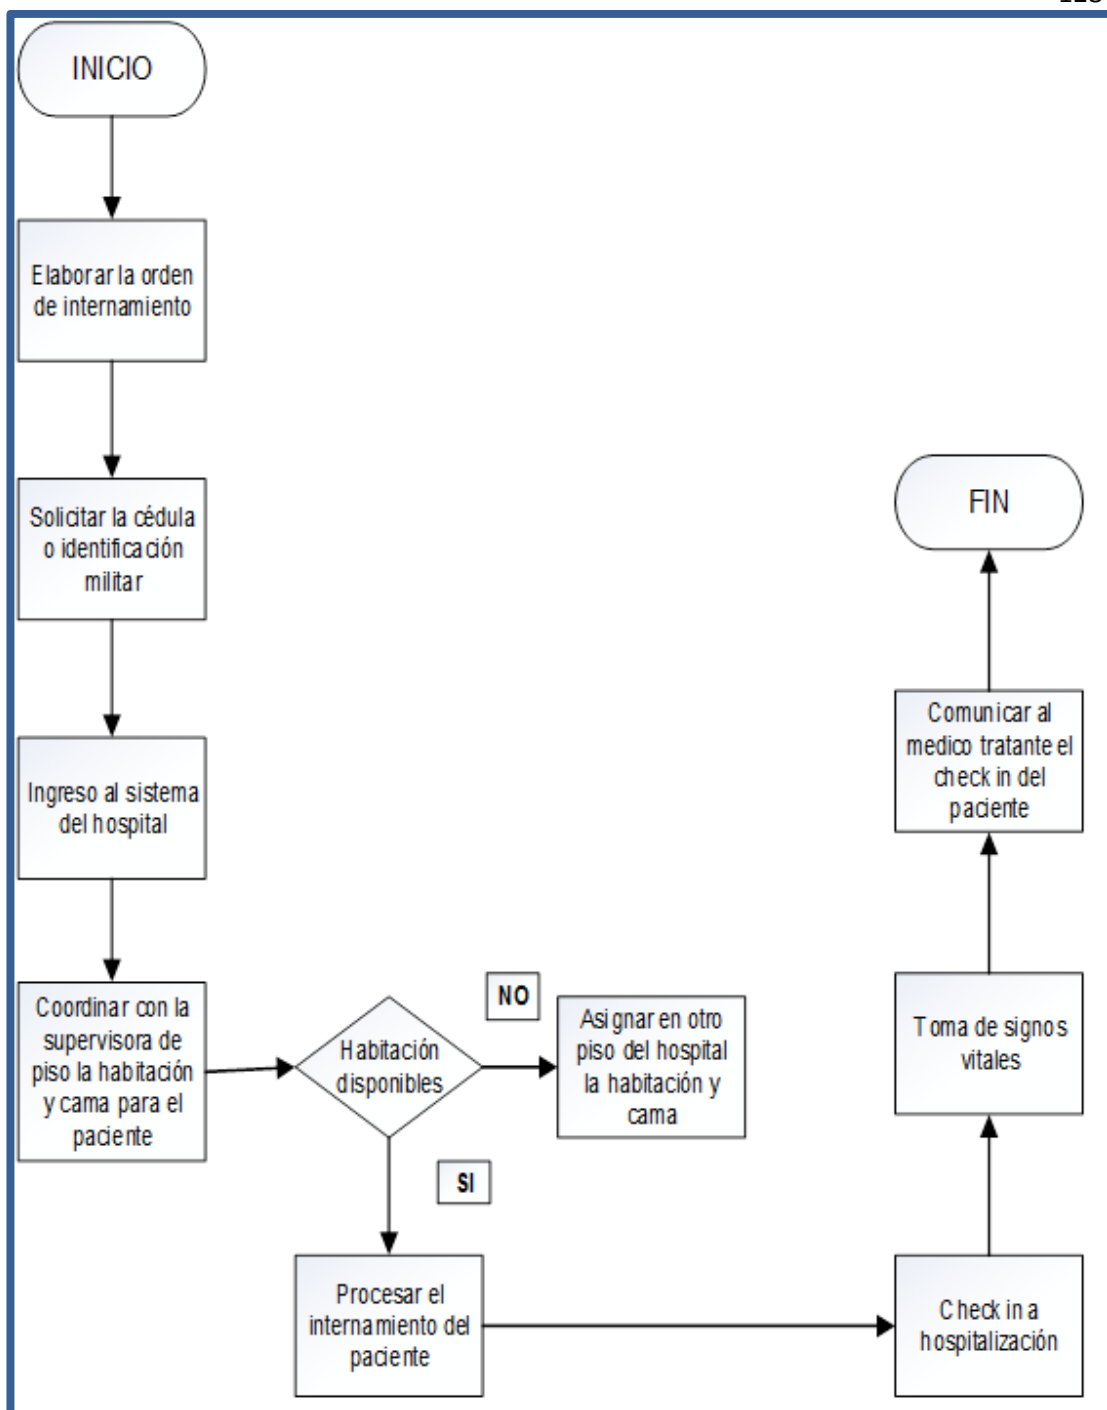 INICIO
Elaborar la orden
de internamiento
Solicitar la cédula
o identificación
militar
Ingreso al sistema
del hospital
Coordinar con la
supervisora de
piso la habitación
y cama para el
paciente
Habitación
disponibles
NO
Asignar en otro
piso del hospital
la habitación y
cama
SI
Procesar el
internamiento del
paciente
Check in a
hospitalización
Toma de signos
vitales
Comunicar al
medico tratante el
check in del
paciente
FIN